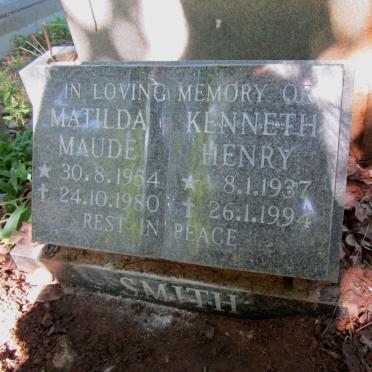 IN LOVING MEMORY OF
MATILDA KENNETH
MAUDE HENRY
★ 30.8.1954 ★ 8.1.1937
✝ 24.10.1980 ✝ 26.1.1994
REST IN PEACE
SMITH